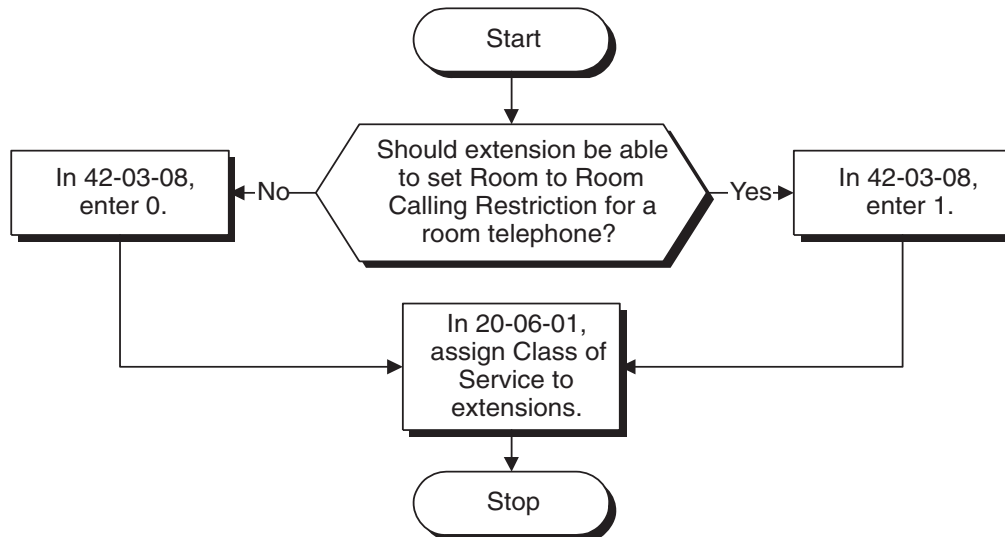 Start
Should extension be able
to set Room to Room
Calling Restriction for a
room telephone?
No
Yes
In 42-03-08,
enter 0.
In 42-03-08,
enter 1.
In 20-06-01,
assign Class of
Service to
extensions.
Stop